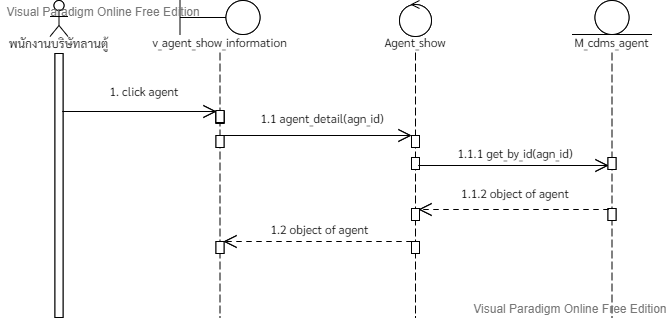 Visual Paradigm Online Free Edition
พนักงานบริษัทลานตู้
v_agent_show_information
Agent_show
M_cdms_agent
1. click agent
1.1 agent_detail(agn_id)
1.1.1 get_by_id(agn_id)
1.1.2 object of agent
1.2 object of agent
Visual Paradigm Online Free Edition